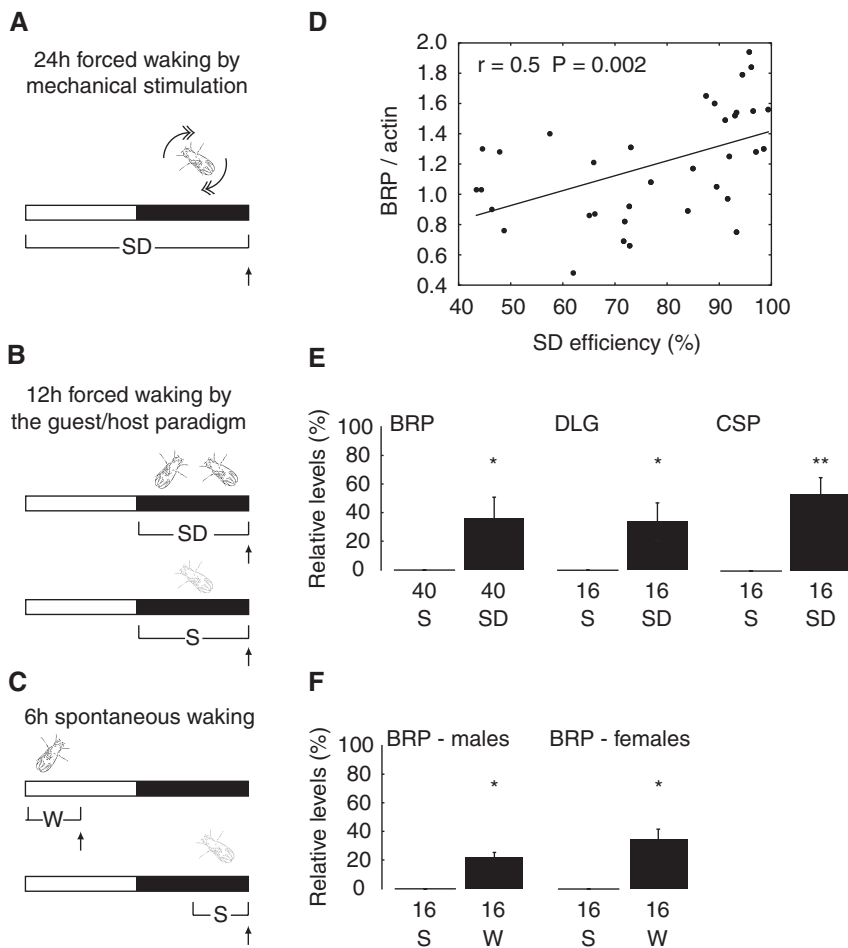 A
24h forced waking by
mechanical stimulation
SD
B
12h forced waking by
the guest/host paradigm
SD
S
C
6h spontaneous waking
W
S
D
r = 0.5 P = 0.002
BRP / actin
2.0
1.8
1.6
1.4
1.2
1.0
0.8
0.6
0.4
40 50 60 70 80 90 100
SD efficiency (%)
E
Relative levels (%)
100
80
60
40
20
0
BRP DLG CSP
* * **
40 40 16 16 16 16
S SD S SD S SD
F
Relative levels (%)
100
80
60
40
20
0
BRP - males BRP - females
* *
16 16 16 16
S W S W